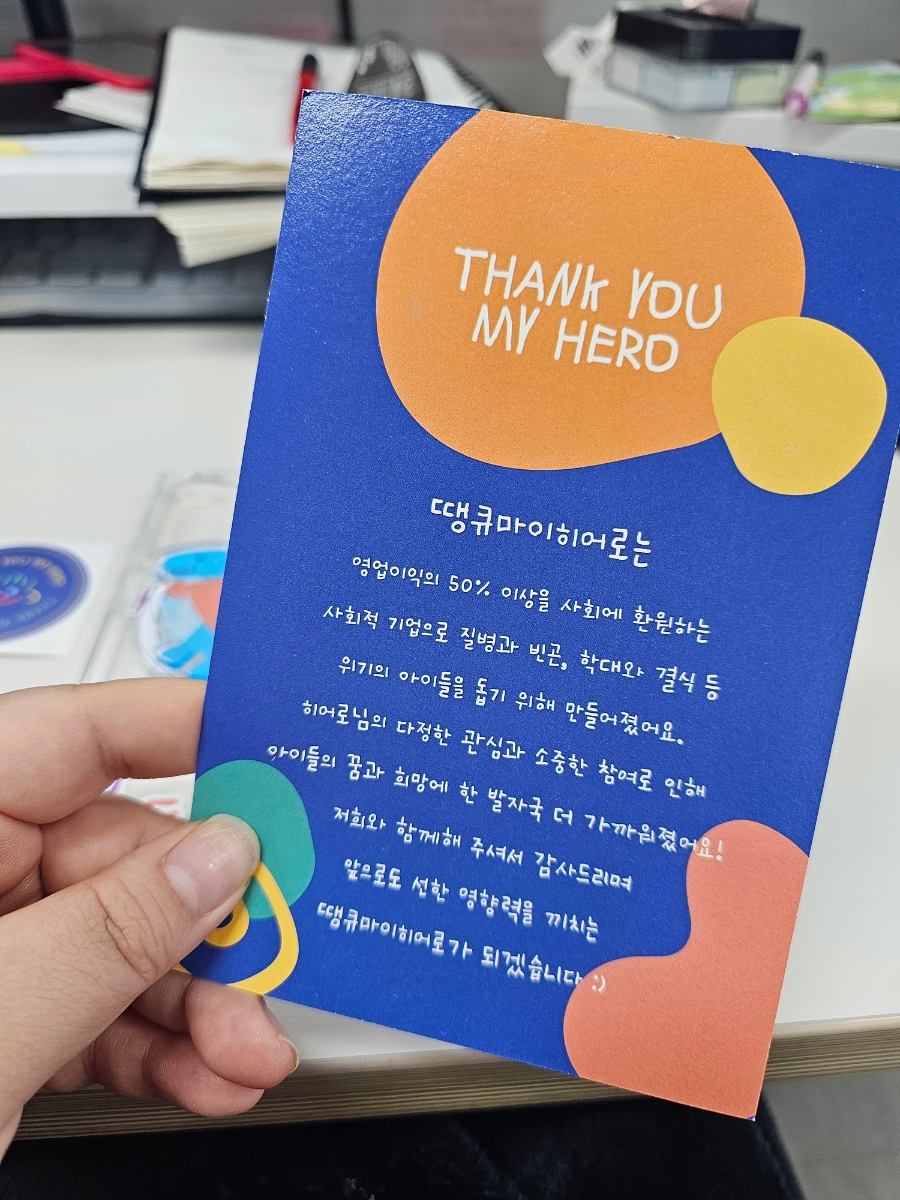 THANK YOU
MY HERO
땡큐마이히어로는
영업이익의 50% 이상을 사회에 환원하는
사회적 기업으로 질병과 빈곤, 학대와 결식 등
위기의 아이들을 돕기 위해 만들어졌어요.
히어로님의 다정한 관심과 소중한 참여로 인해
아이들의 꿈과 희망에 한 발자국 더 가까워졌어요!
저희와 함께해 주셔서 감사드리며
앞으로도 선한 영향력을 끼치는
땡큐마이히어로가 되겠습니다 :)